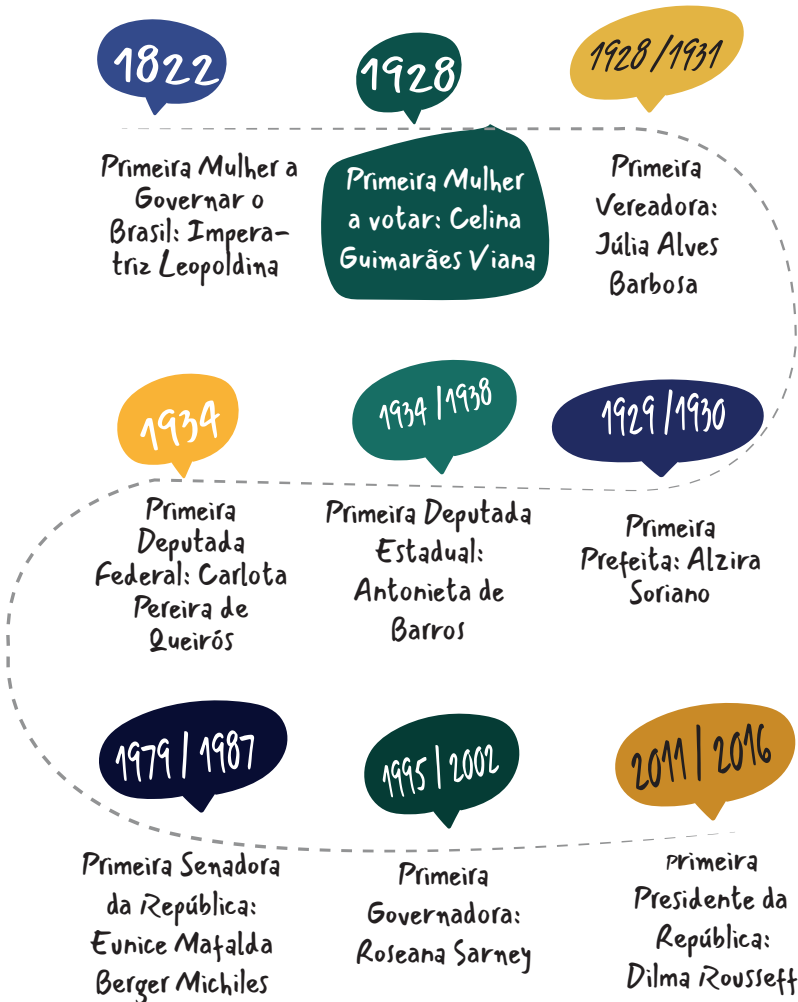 1822
Primeira Mulher a
Governar o
Brasil: Impera-
triz Leopoldina
1928
Primeira Mulher
a votar: Celina
Guimarães Viana
1928/1931
Primeira
Vereadora:
Júlia Alves
Barbosa
1929/1930
Primeira
Prefeita: Alzira
Soriano
1934/1938
Primeira Deputada
Estadual:
Antonieta de
Barros
1934
Primeira
Deputada
Federal: Carlota
Pereira de
Queirós
1979/1987
Primeira Senadora
da República:
Eunice Mafalda
Berger Michiles
1995/2002
Primeira
Governadora:
Roseana Sarney
2011/2016
Primeira
Presidente da
República:
Dilma Rousseff